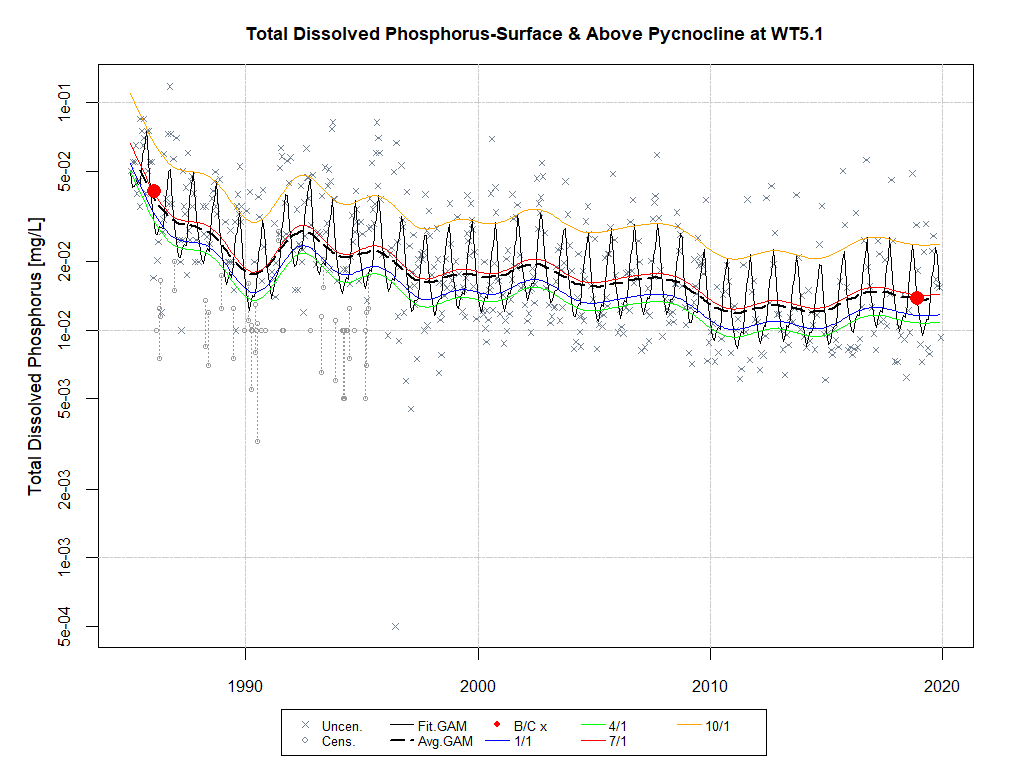 Total Dissolved Phosphorus-Surface & Above Pycnocline at WT5.1
Total Dissolved Phosphorus [mg/L]
1e-01
5e-02
2e-02
1e-02
5e-03
2e-03
1e-03
5e-04
1990 2000 2010 2020
Uncen. Fit.GAM B/C x 4/1 10/1
Cens. Avg.GAM 1/1 7/1